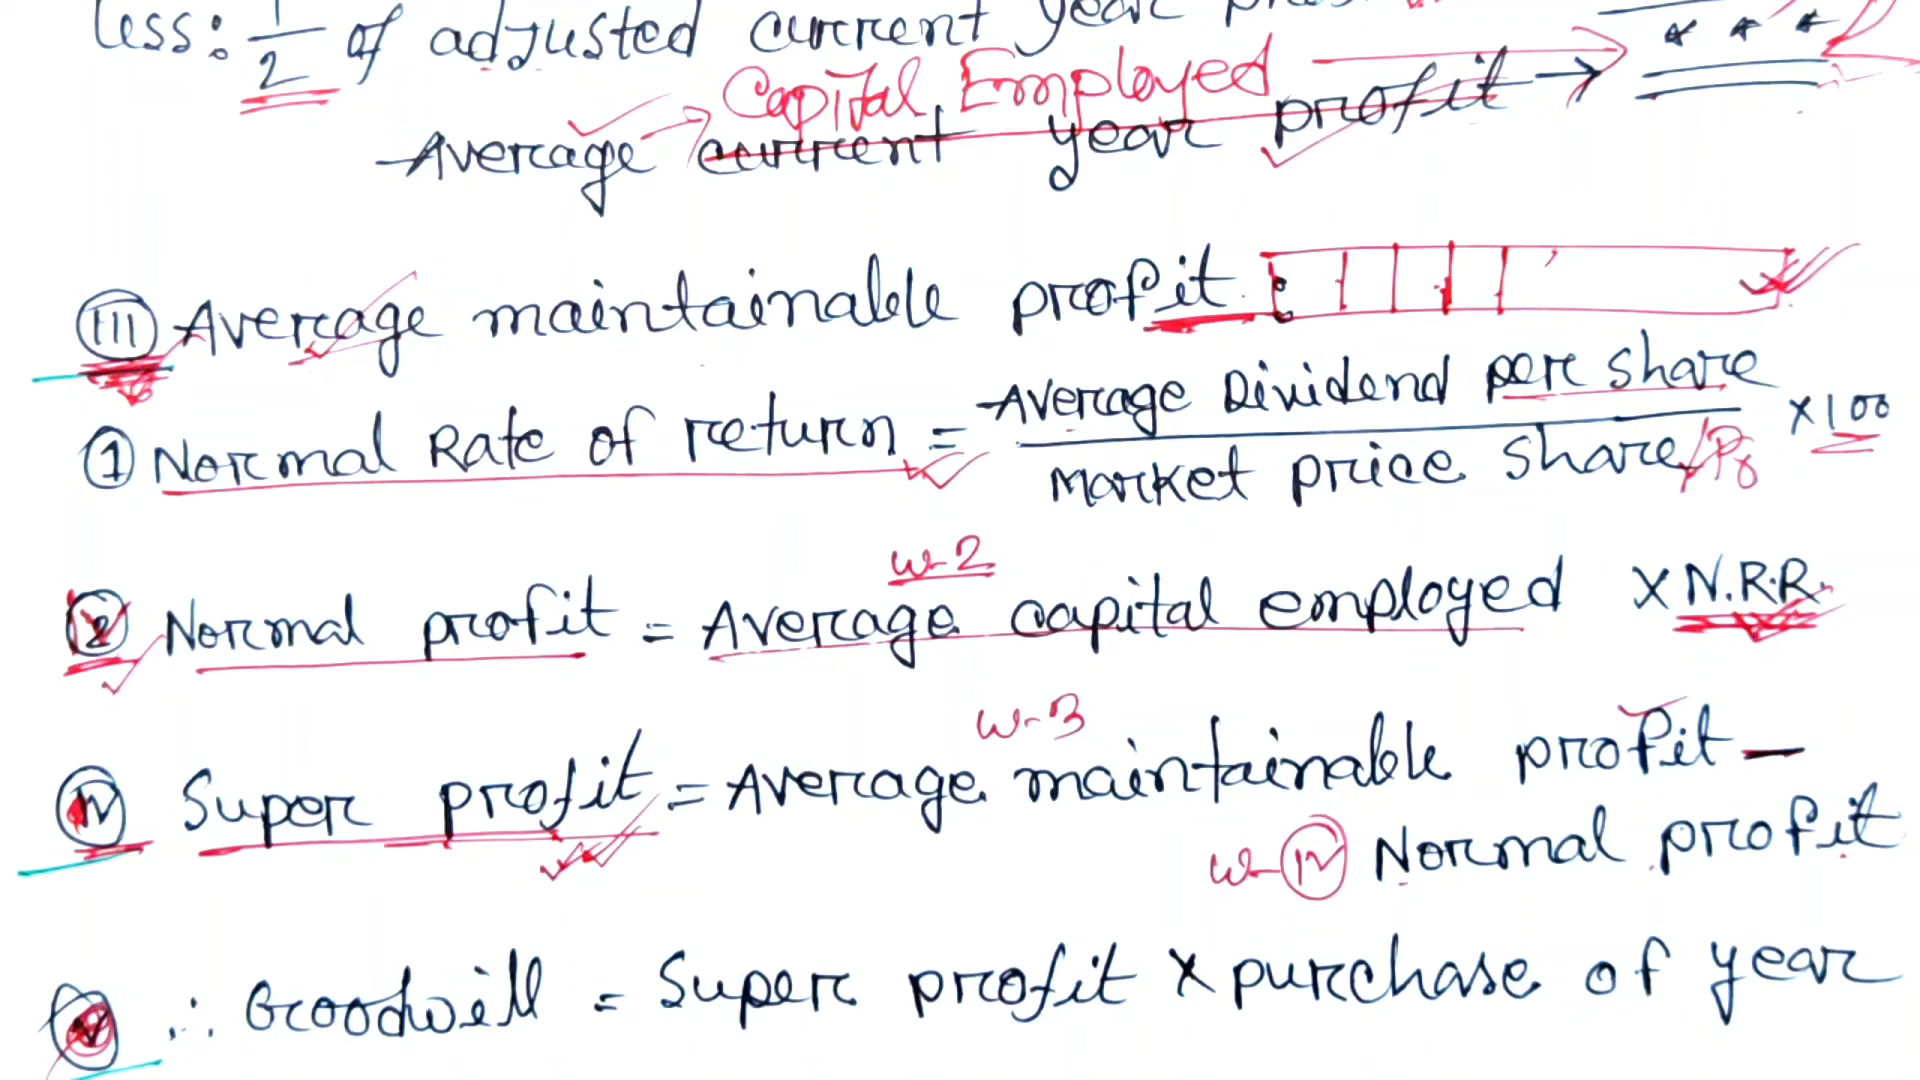 Less: 1/2 of adjusted current year
Capital Employed
Average current year profit → * * *
(III) Average maintainable profit
(1) Normal Rate of return = Average Dividend per share / Market price share × 100
w-2
(2) Normal profit = Average capital employed × N.R.R.
w-3
(IV) Super profit = Average maintainable profit —
w-(IV) Normal profit
(V) ∴ Goodwill = Super profit × purchase of year